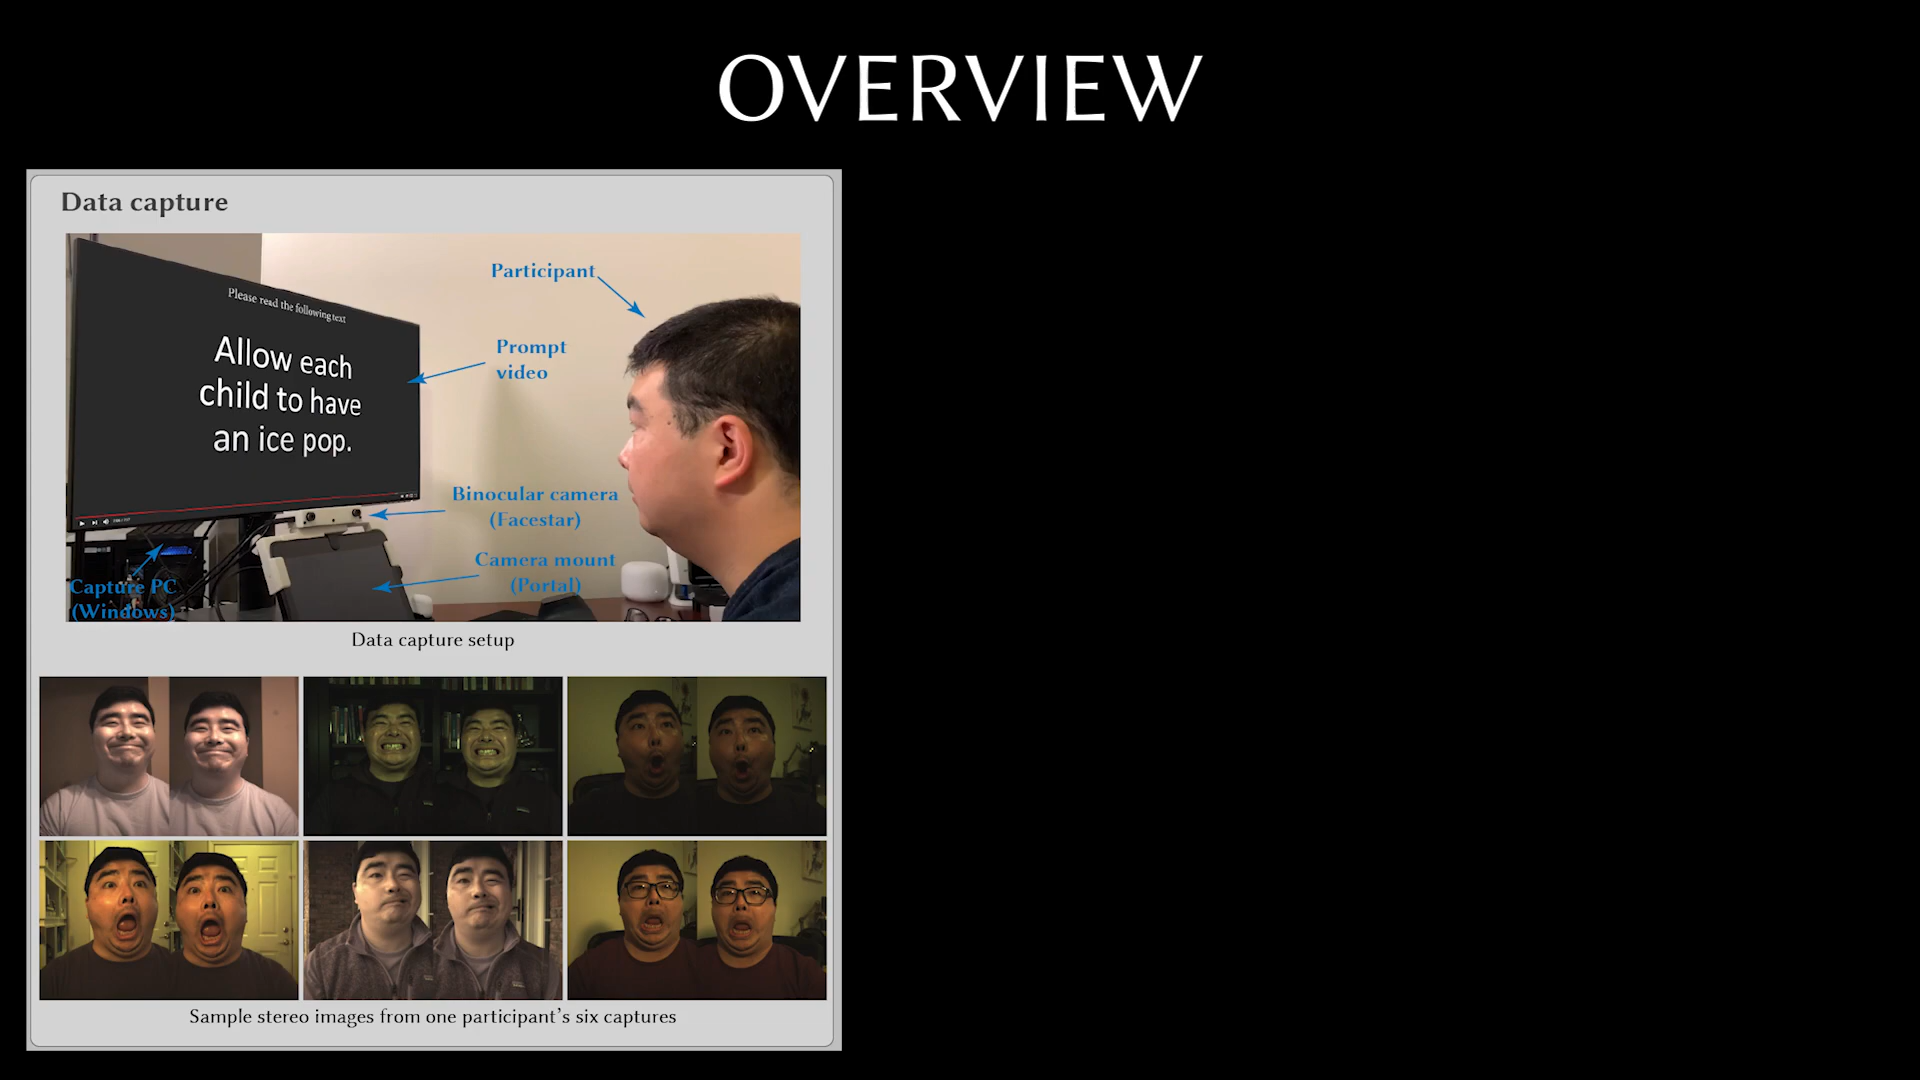 OVERVIEW
Data capture
Please read the following text
Allow each
child to have
an ice pop.
Participant
Prompt
video
Binocular camera
(Facestar)
Camera mount
(Portal)
Capture PC
(Windows)
Data capture setup
Sample stereo images from one participant's six captures